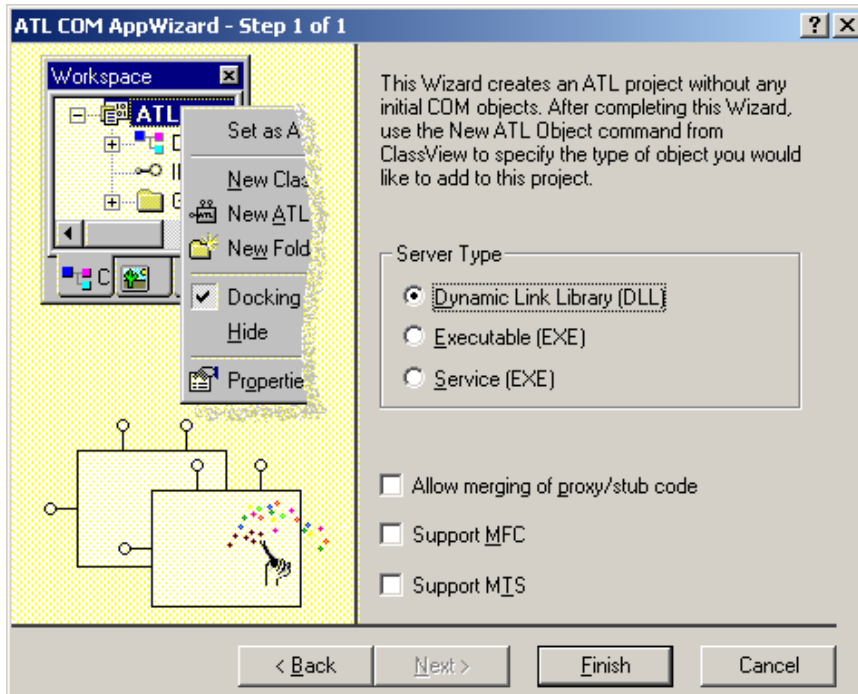 ATL COM AppWizard - Step 1 of 1
Workspace
ATL
Set as A
New Clas
New ATL
New Fold
Docking
Hide
Propertie
C
This Wizard creates an ATL project without any
initial COM objects. After completing this Wizard,
use the New ATL Object command from
ClassView to specify the type of object you would
like to add to this project.
Server Type
Dynamic Link Library (DLL)
Executable (EXE)
Service (EXE)
Allow merging of proxy/stub code
Support MFC
Support MTS
< Back
Next >
Finish
Cancel